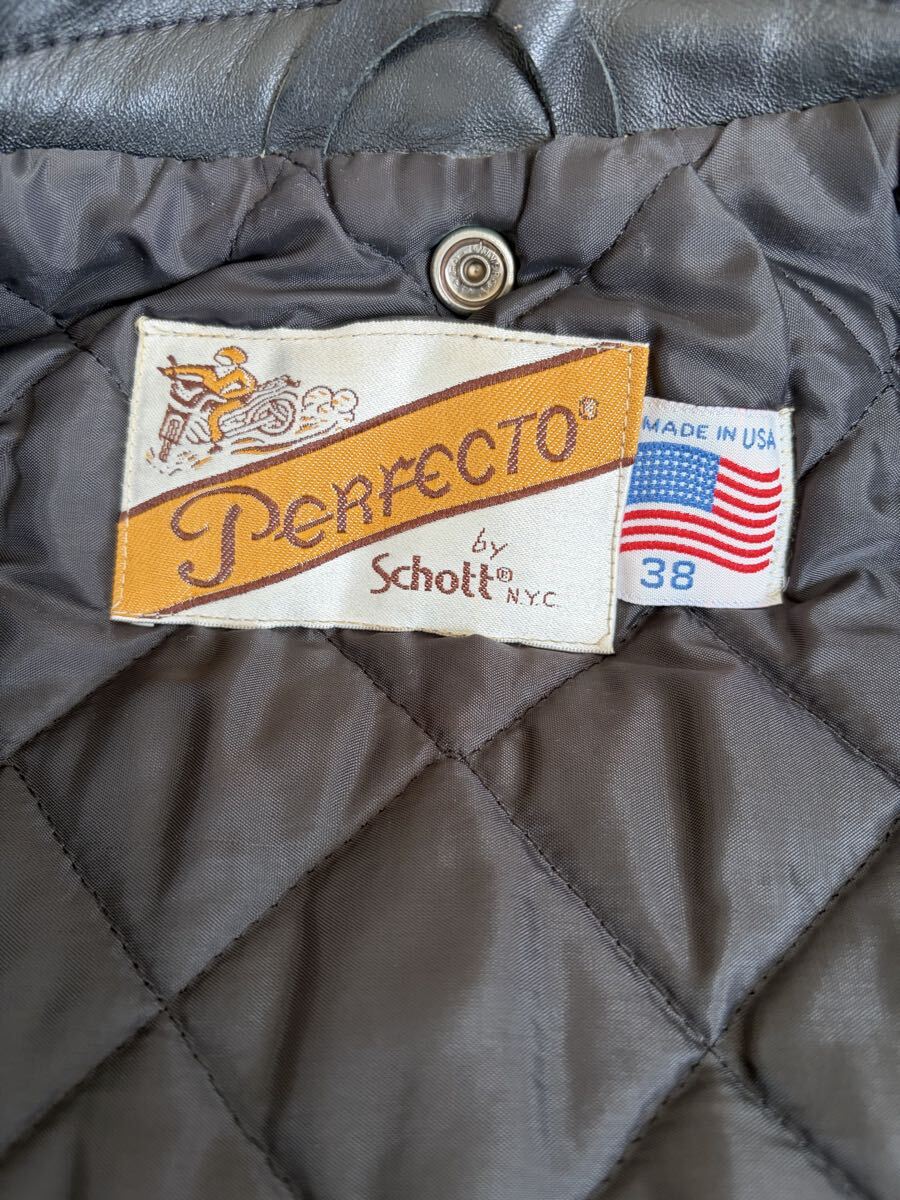 PERFECTO®
by
Schott®
N.Y.C.
MADE IN USA
38